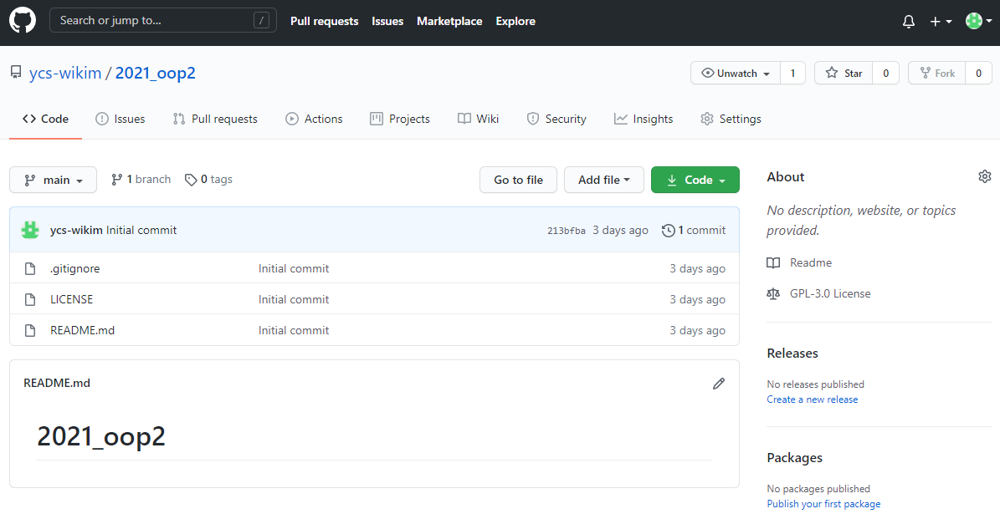 Search or jump to... /
Pull requests Issues Marketplace Explore
ycs-wikim / 2021_oop2
Unwatch 1 Star 0 Fork 0
Code Issues Pull requests Actions Projects Wiki Security Insights Settings
main 1 branch 0 tags Go to file Add file Code
ycs-wikim Initial commit 213bfba 3 days ago 1 commit
.gitignore Initial commit 3 days ago
LICENSE Initial commit 3 days ago
README.md Initial commit 3 days ago
README.md
2021_oop2
About
No description, website, or topics
provided.
Readme
GPL-3.0 License
Releases
No releases published
Create a new release
Packages
No packages published
Publish your first package